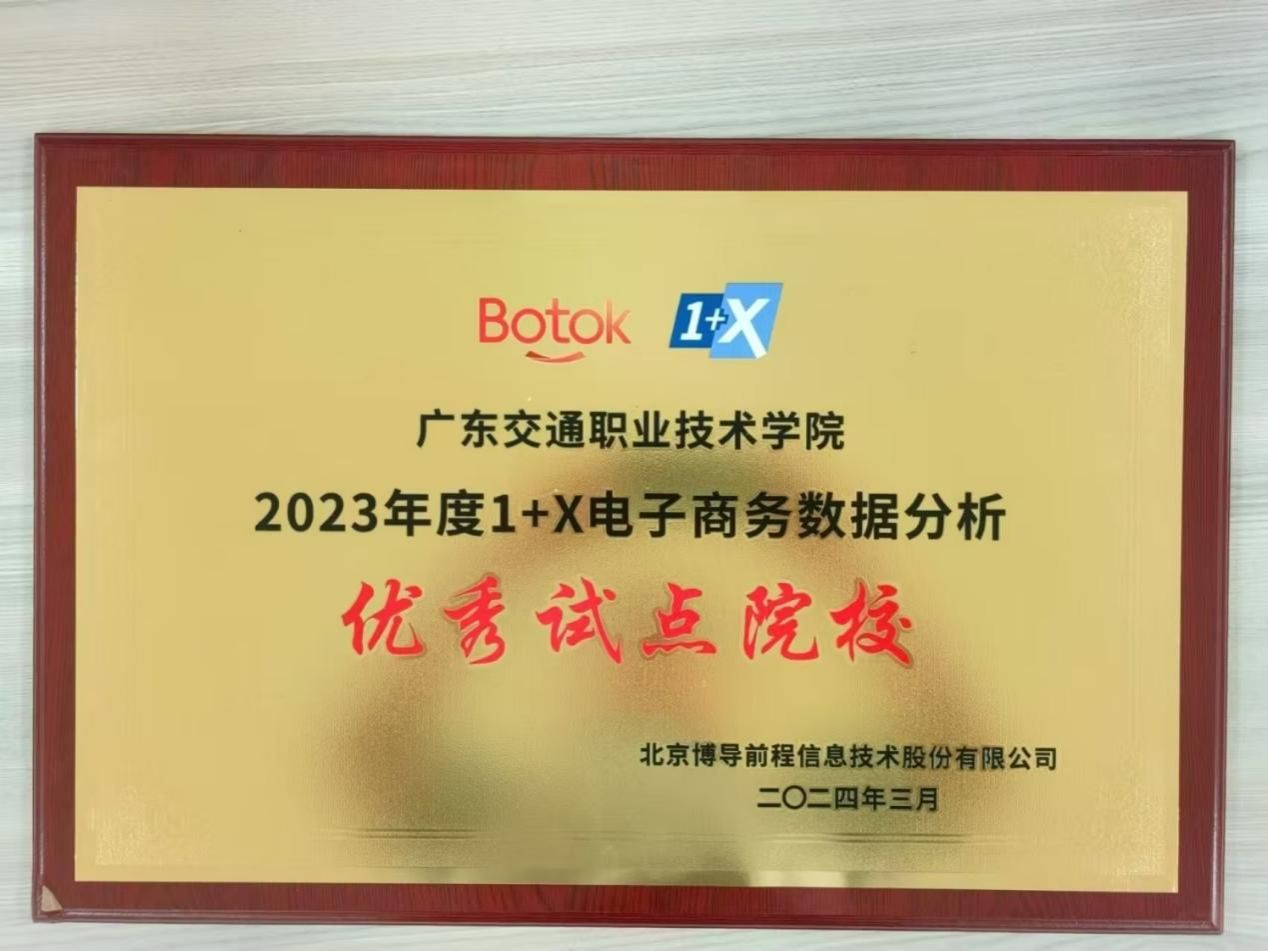 Botok 1+X
广东交通职业技术学院
2023年度1+X电子商务数据分析
优秀试点院校
北京博导前程信息技术股份有限公司
二〇二四年三月